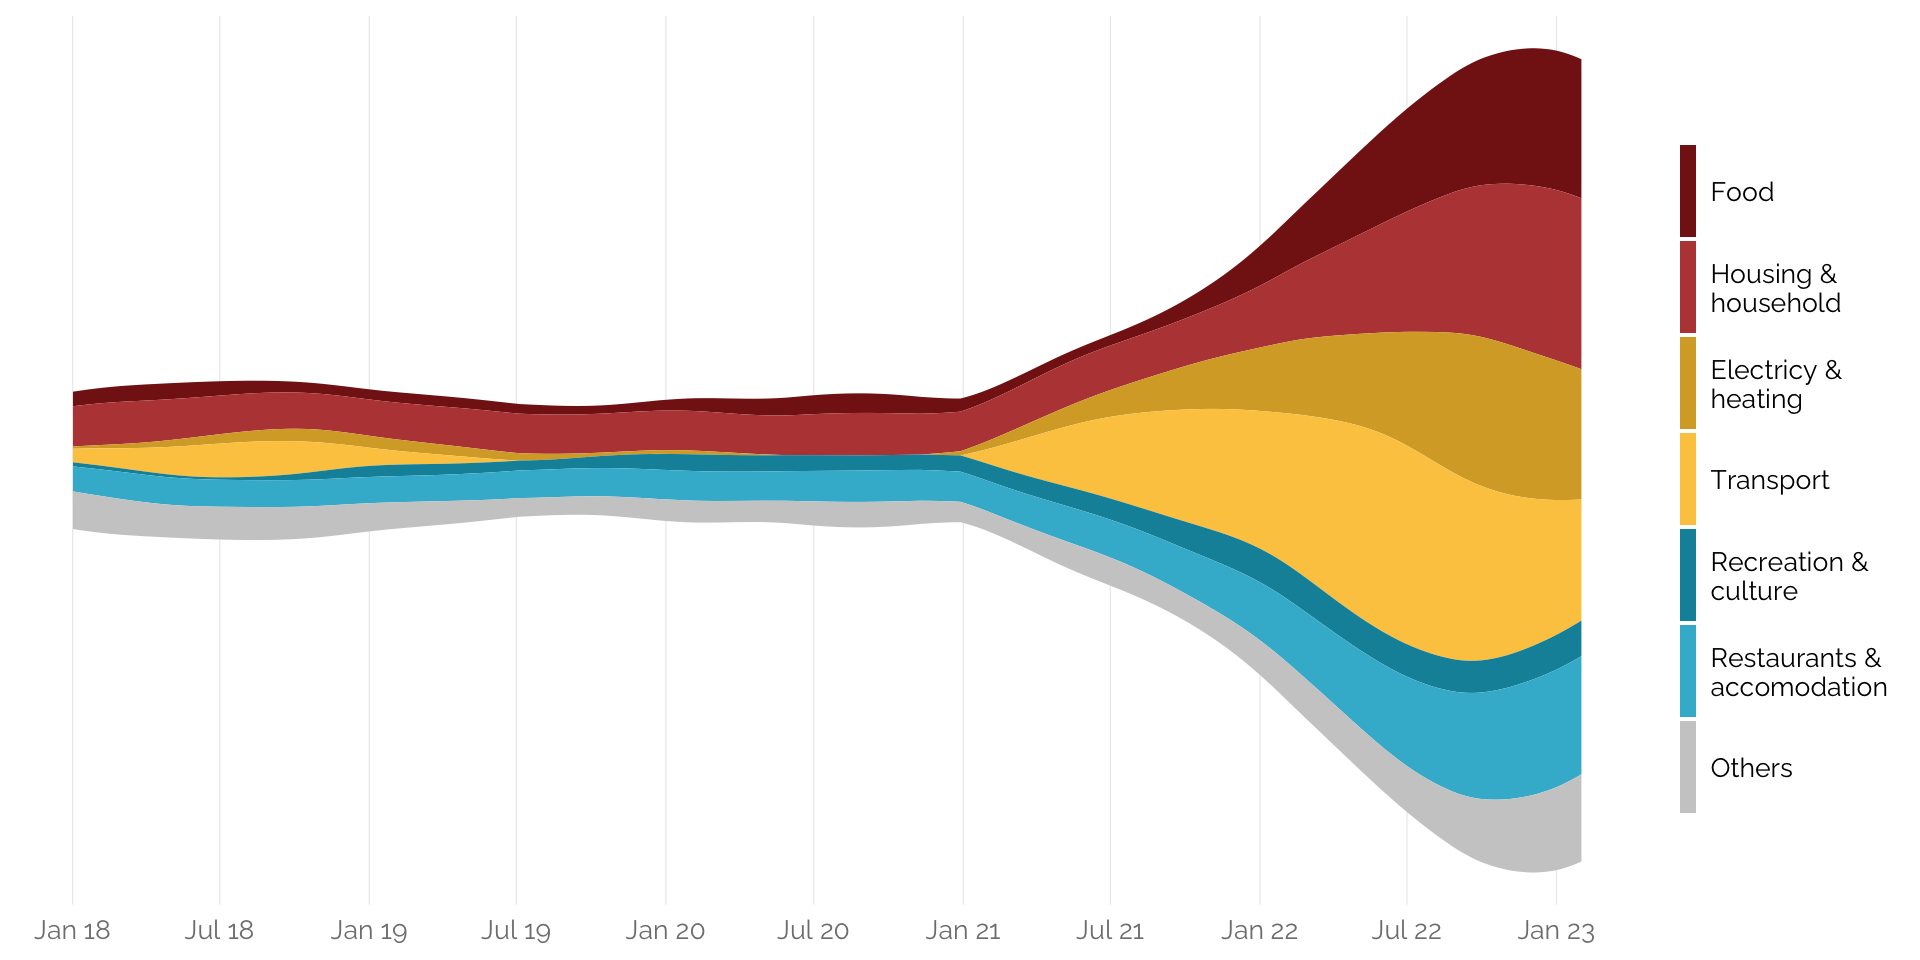 Food
Housing &
household
Electricy &
heating
Transport
Recreation &
culture
Restaurants &
accomodation
Others
Jan 18
Jul 18
Jan 19
Jul 19
Jan 20
Jul 20
Jan 21
Jul 21
Jan 22
Jul 22
Jan 23